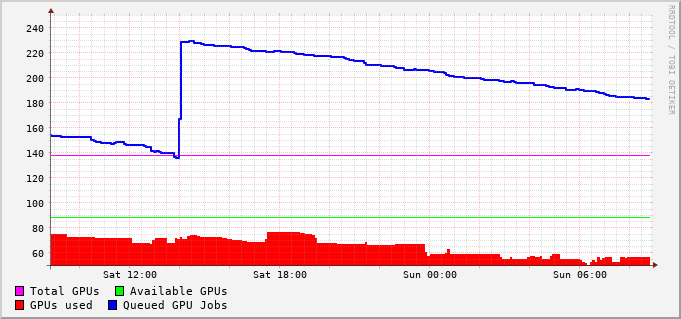 240
220
200
180
160
140
120
100
80
60
Sat 12:00 Sat 18:00 Sun 00:00 Sun 06:00
Total GPUs Available GPUs
GPUs used Queued GPU Jobs
RRDTOOL / TOBI OETIKER